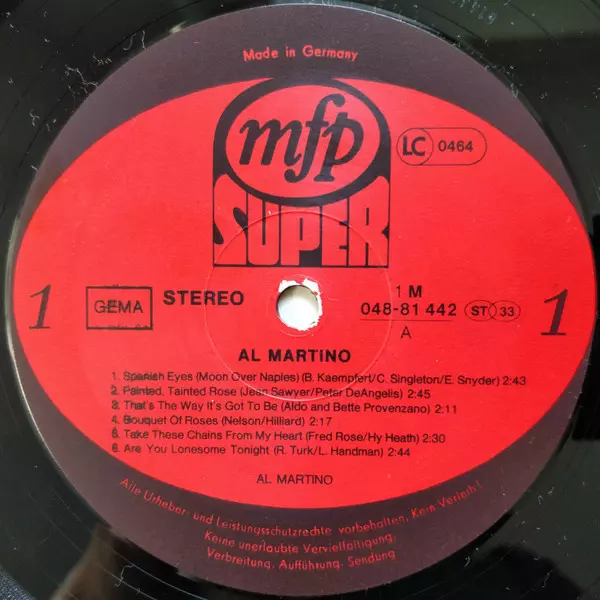 Made in Germany
mfp
SUPER
LC 0464
1
GEMA
STEREO
1 M
048-81 442
ST 33
A
1
AL MARTINO
1. Spanish Eyes (Moon Over Naples) (B. Kaempfert/C. Singleton/E. Snyder) 2:43
2. Painted, Tainted Rose (Jean Sawyer/Peter DeAngelis) 2:45
3. That's The Way It's Got To Be (Aldo and Bette Provenzano) 2:11
4. Bouquet Of Roses (Nelson/Hilliard) 2:41
5. Take These Chains From My Heart (Fred Rose/Hy Heath) 2:30
6. Are You Lonesome Tonight (R. Turk/L. Handman) 2:44
AL MARTINO
Alle Urheber- und Leistungsschutzrechte vorbehalten. Kein Verleih!
Keine unerlaubte Vervielfältigung,
Verbreitung, Aufführung, Sendung